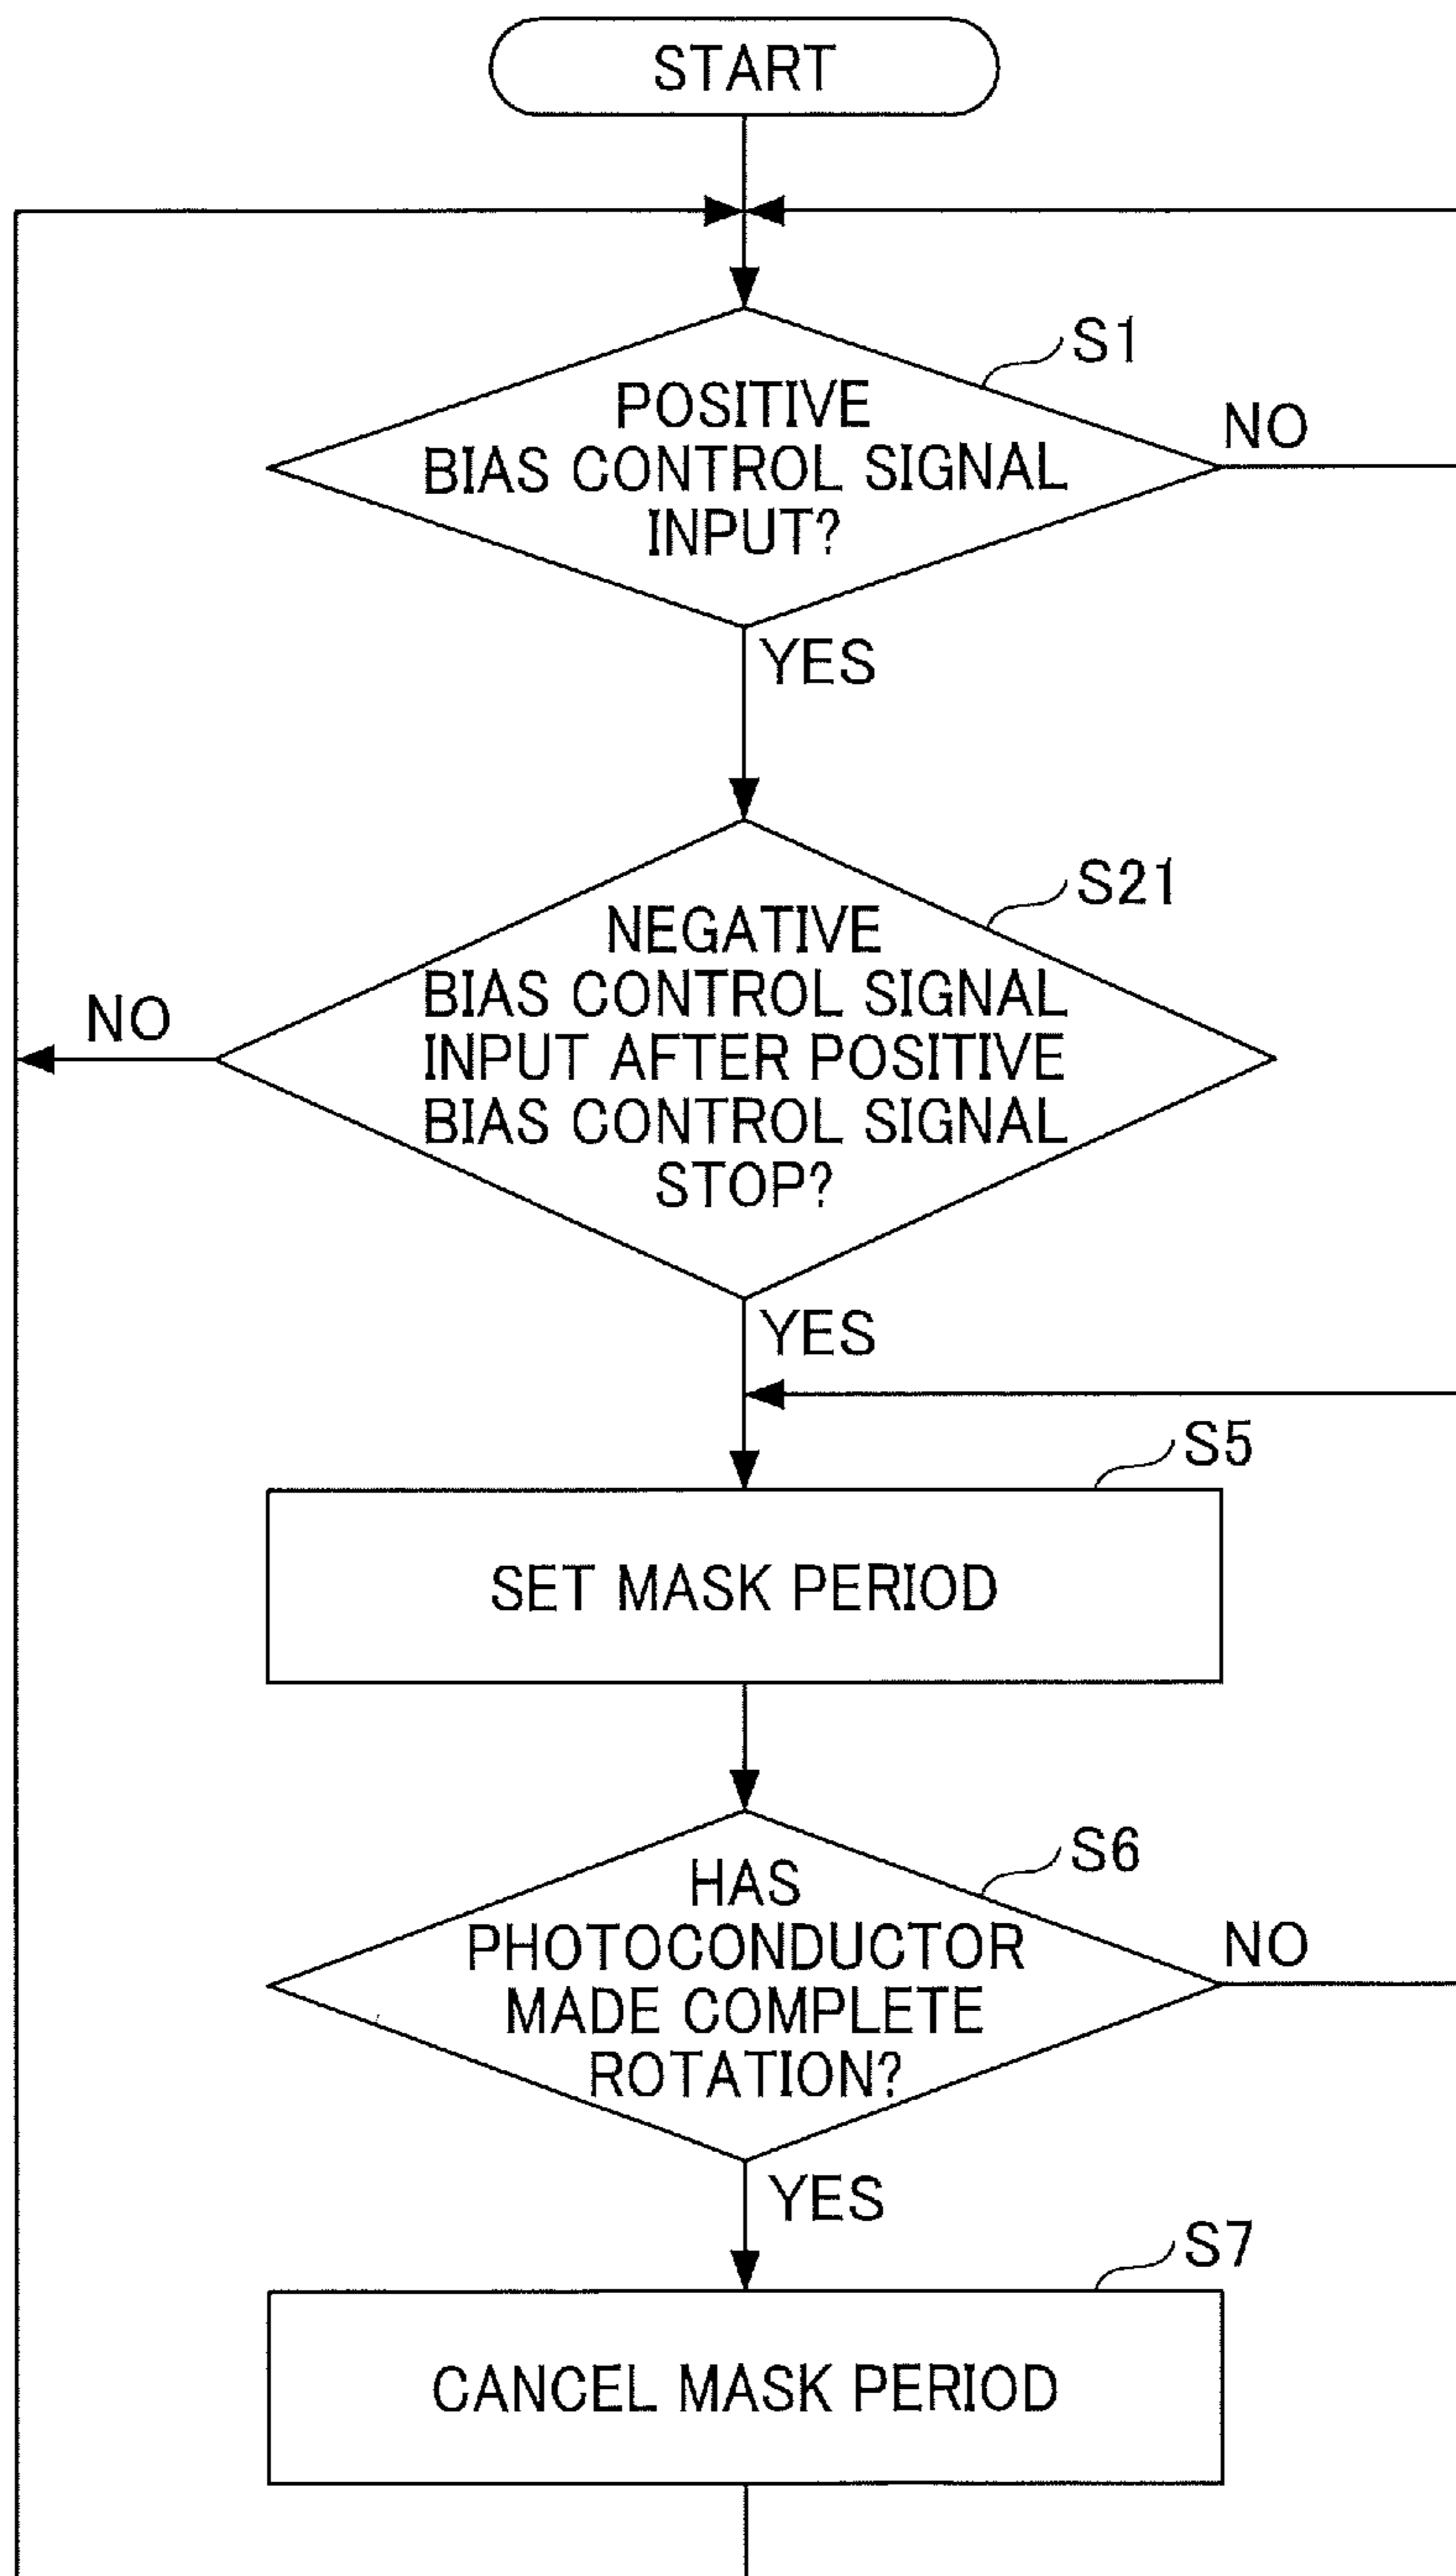 START
S1
POSITIVE
BIAS CONTROL SIGNAL
INPUT?
NO
YES
S21
NEGATIVE
BIAS CONTROL SIGNAL
INPUT AFTER POSITIVE
BIAS CONTROL SIGNAL
STOP?
NO
YES
S5
SET MASK PERIOD
S6
HAS
PHOTOCONDUCTOR
MADE COMPLETE
ROTATION?
NO
YES
S7
CANCEL MASK PERIOD